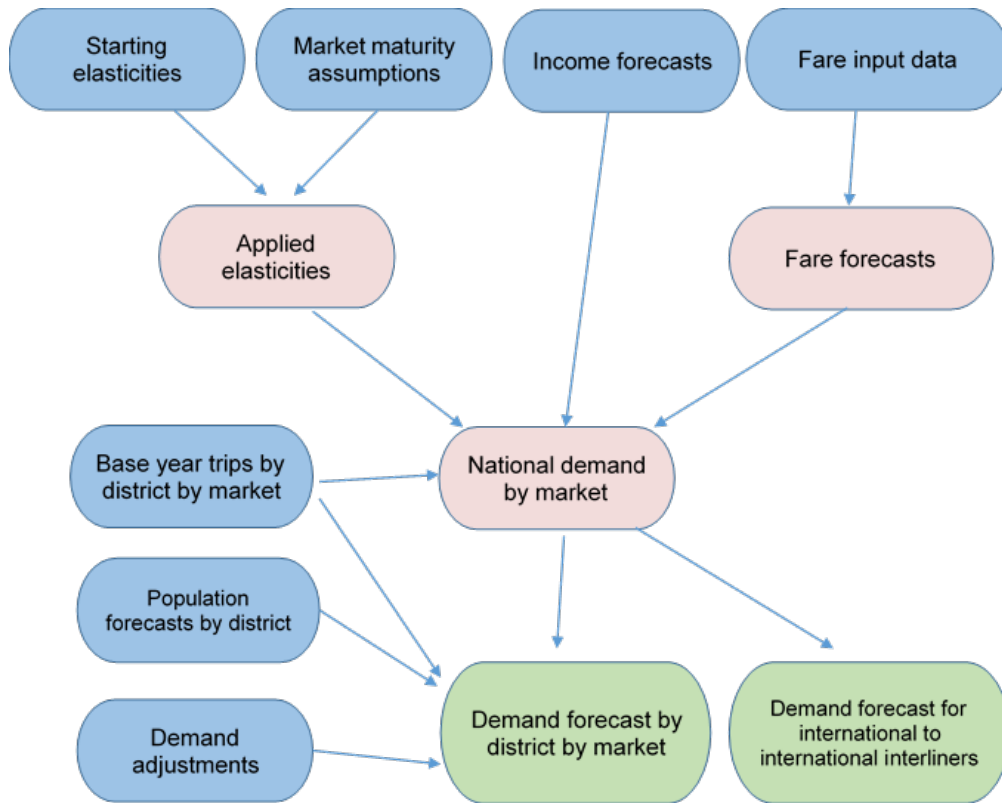 Starting
elasticities
Market maturity
assumptions
Income forecasts
Fare input data
Applied
elasticities
Fare forecasts
Base year trips by
district by market
National demand
by market
Population
forecasts by district
Demand
adjustments
Demand forecast by
district by market
Demand forecast for
international to
international interliners